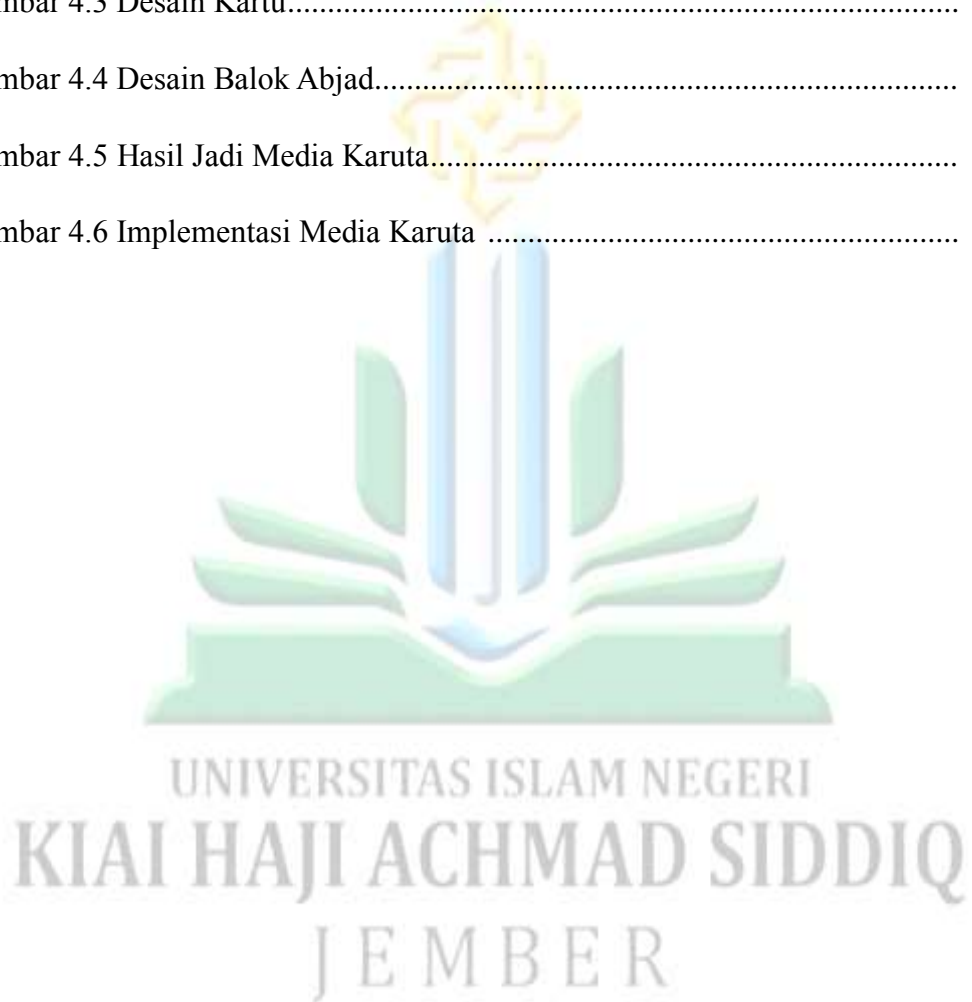 mbar 4.3 Desain Kartu....................................................................................................
mbar 4.4 Desain Balok Abjad......................................................................................
mbar 4.5 Hasil Jadi Media Karuta...............................................................................
mbar 4.6 Implementasi Media Karuta ......................................................................
UNIVERSITAS ISLAM NEGERI
KIAI HAJI ACHMAD SIDDIQ
JEMBER